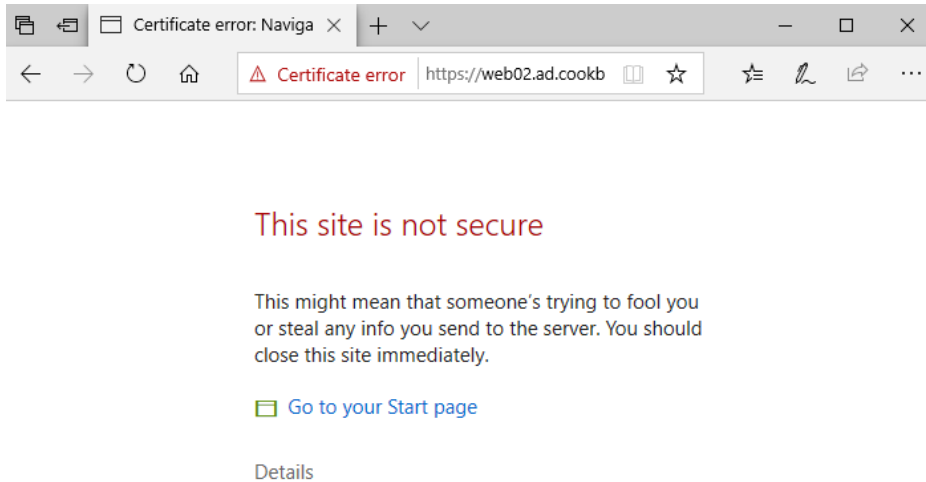 Certificate error: Naviga
Certificate error https://web02.ad.cookb
This site is not secure
This might mean that someone's trying to fool you
or steal any info you send to the server. You should
close this site immediately.
Go to your Start page
Details